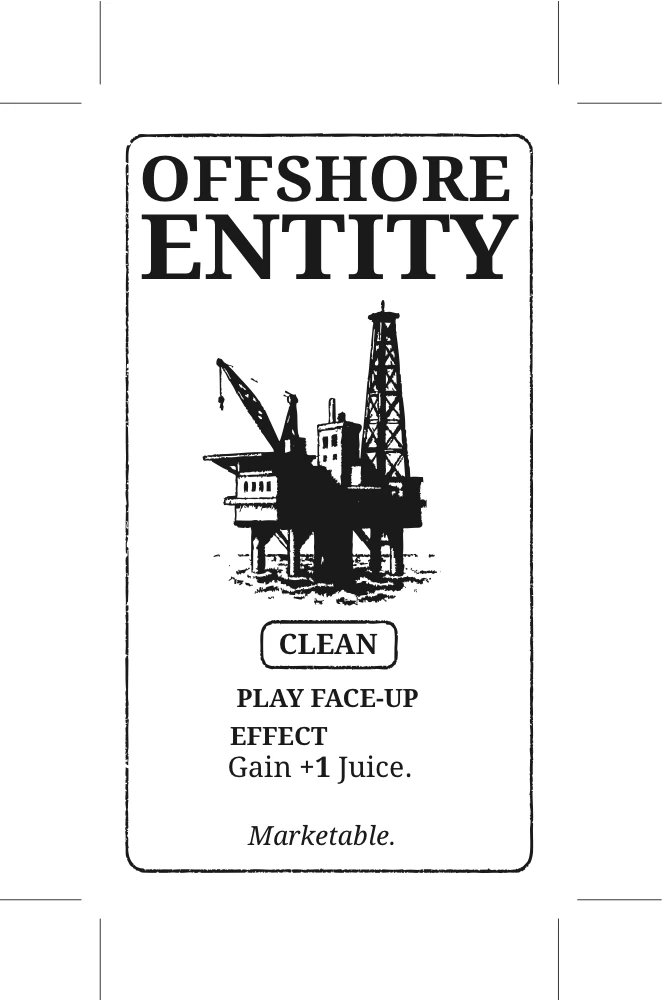 OFFSHORE
ENTITY
CLEAN
PLAY FACE-UP
EFFECT
Gain +1 Juice.
Marketable.